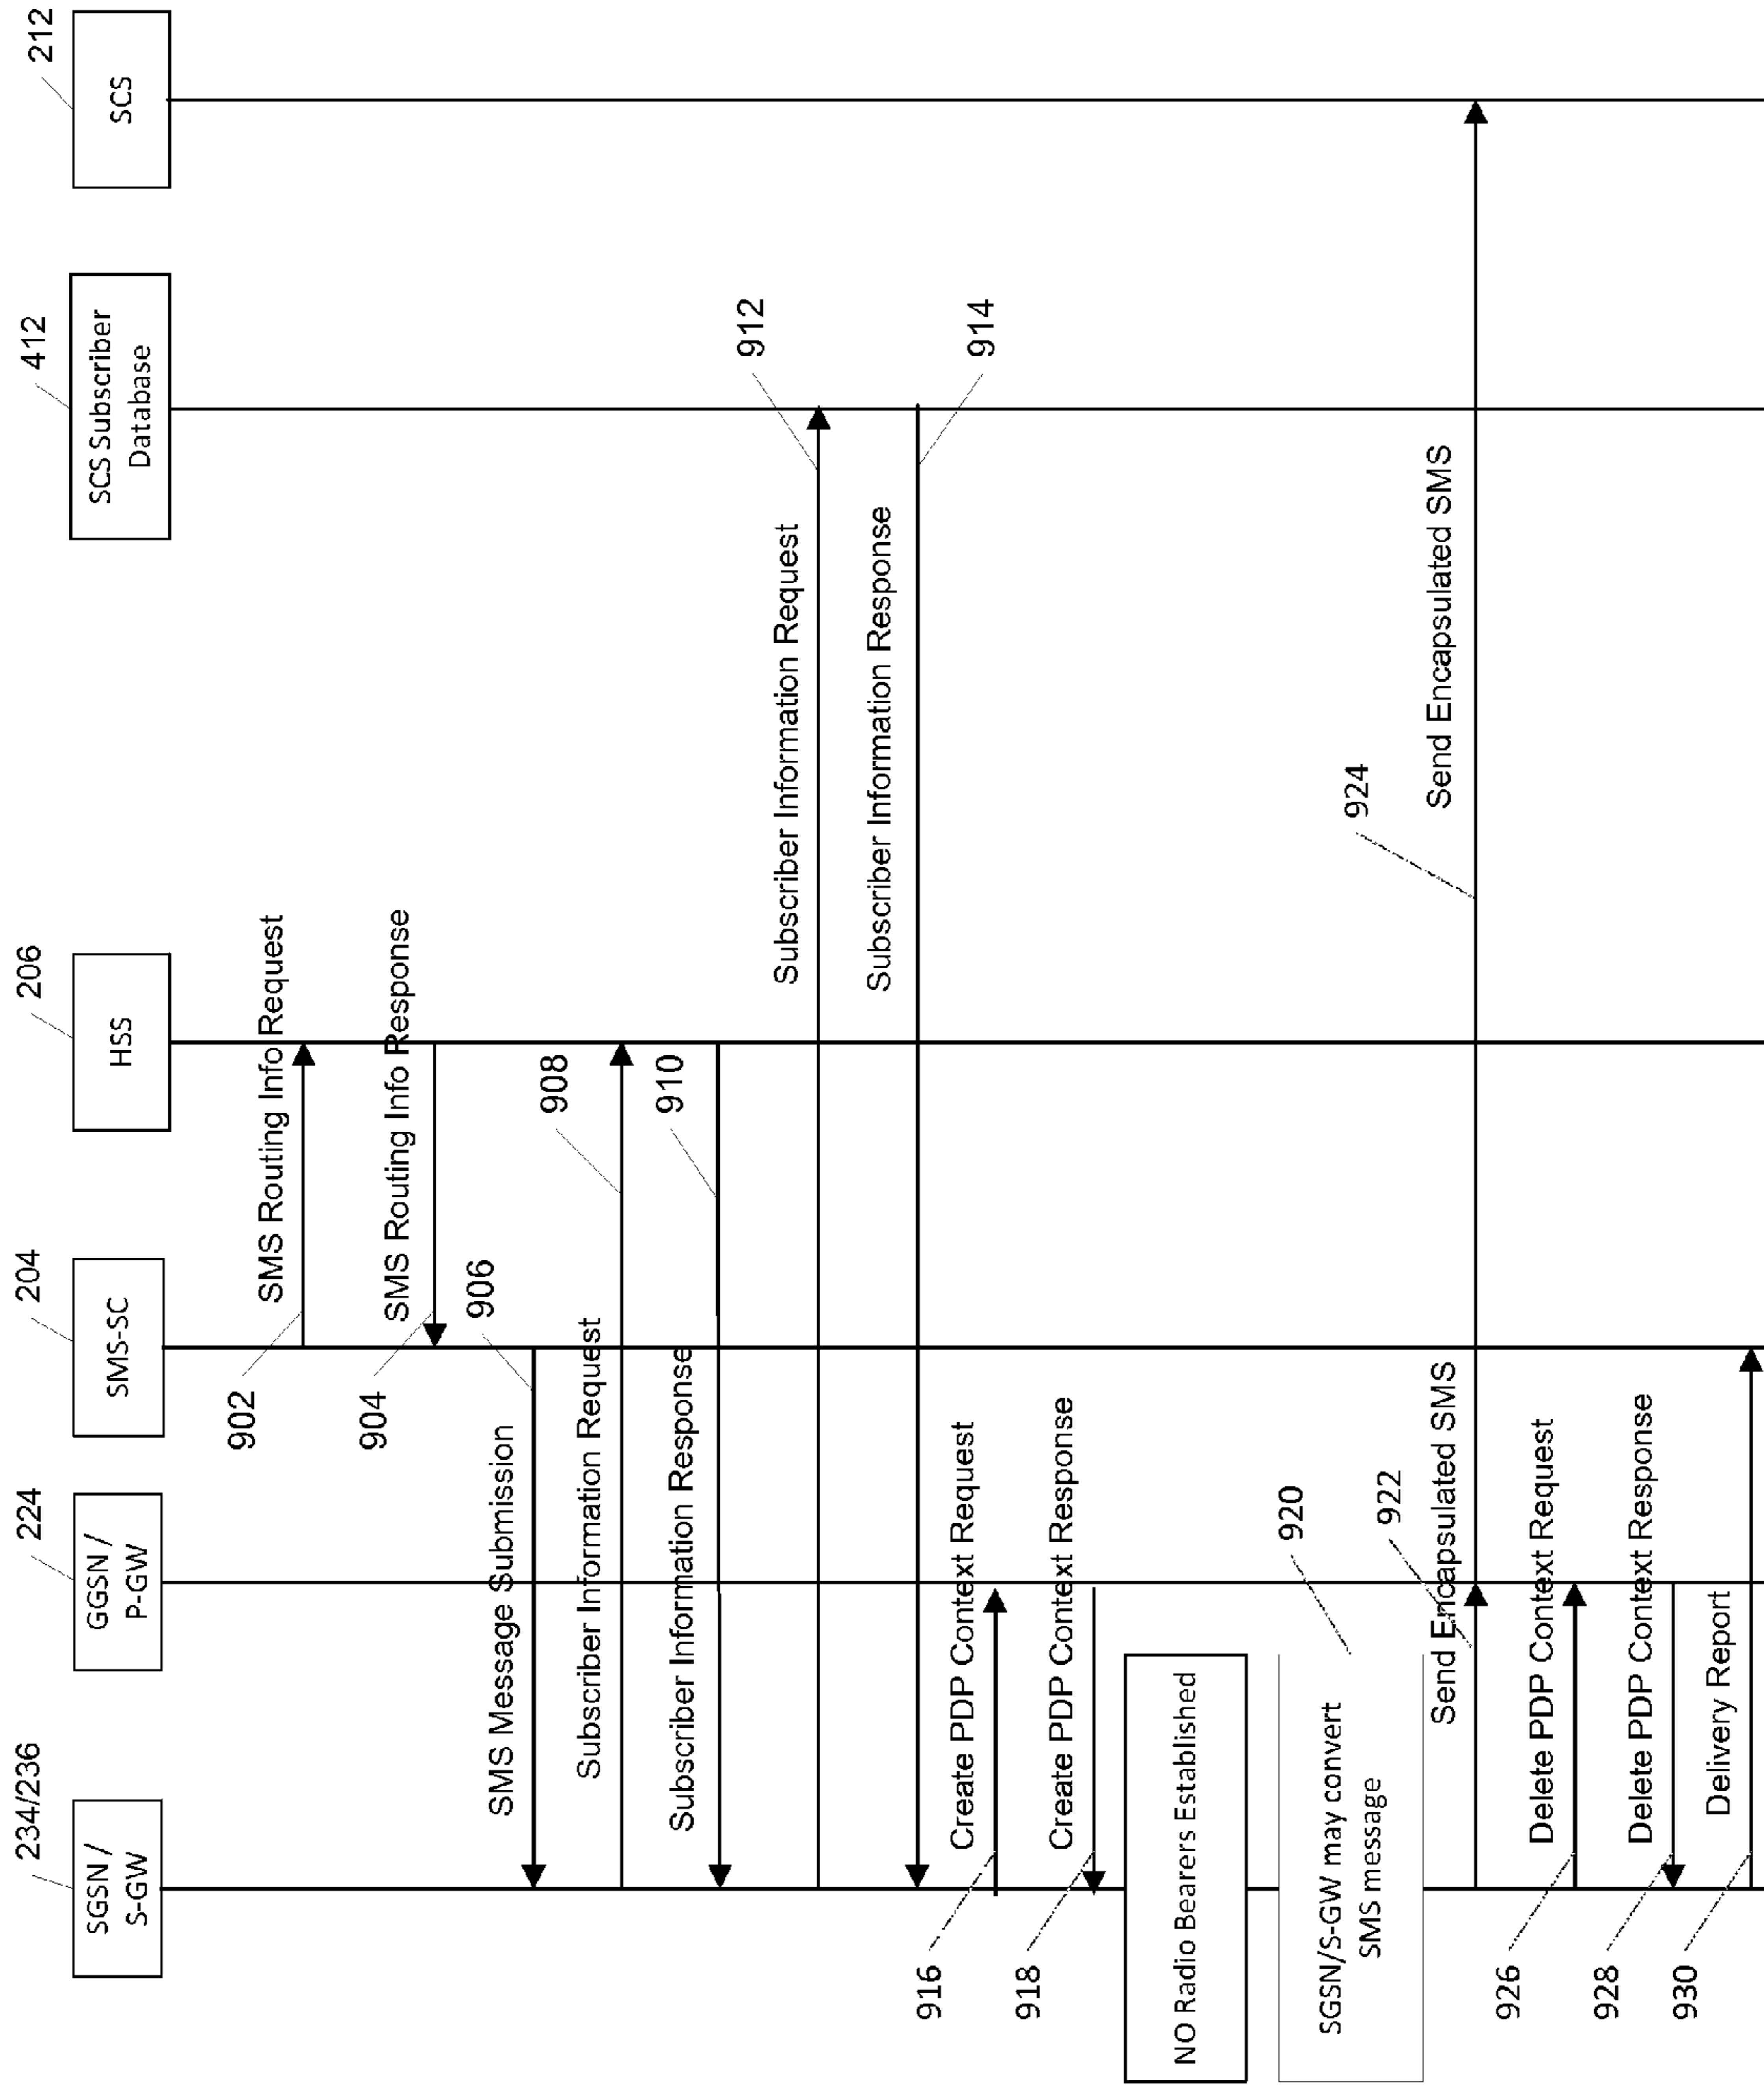 234/236
224
204
206
412
212
SGSN /
S-GW
GGSN /
P-GW
SMS-SC
HSS
SCS Subscriber
Database
SCS
902
SMS Routing Info Request
904
SMS Routing Info Response
906
SMS Message Submission
908
Subscriber Information Request
910
Subscriber Information Response
912
Subscriber Information Request
914
Subscriber Information Response
916
Create PDP Context Request
918
Create PDP Context Response
NO Radio Bearers Established
920
SGSN/S-GW may convert
SMS message
922
Send Encapsulated SMS
924
Send Encapsulated SMS
926
Delete PDP Context Request
928
Delete PDP Context Response
930
Delivery Report